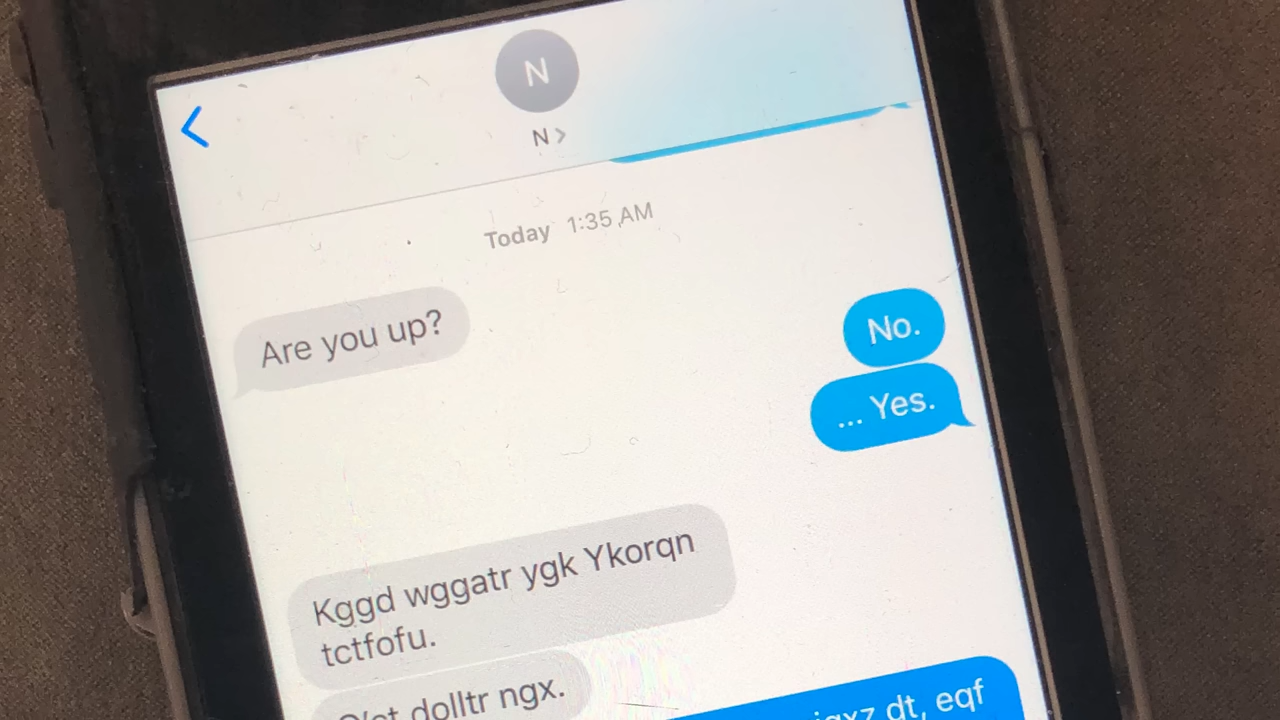 N
N >
Today 1:35 AM
Are you up?
No.
... Yes.
Kggd wggatr ygk Ykorqn
tctfofu.
dolltr ngx.
dt, eqf